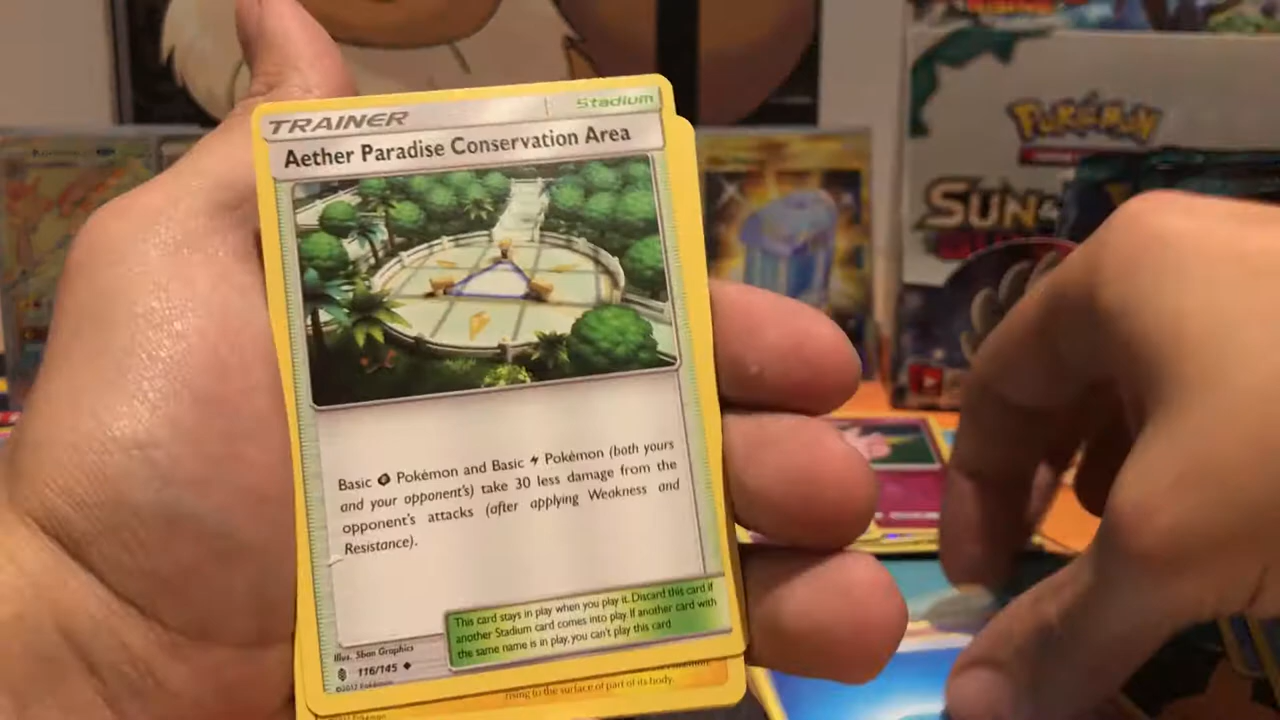 TRAINER
Stadium
Aether Paradise Conservation Area
Basic Pokémon and Basic Pokémon (both yours
and your opponent's) take 30 less damage from the
opponent's attacks (after applying Weakness and
Resistance).
This card stays in play when you play it. Discard this card if
another Stadium card comes into play. If another card with
the same name is in play, you can't play this card
Illus. 5ban Graphics
116/145
©2017 Pokémon
rising to the surface of part of its body.
POKÉMON
SUN &